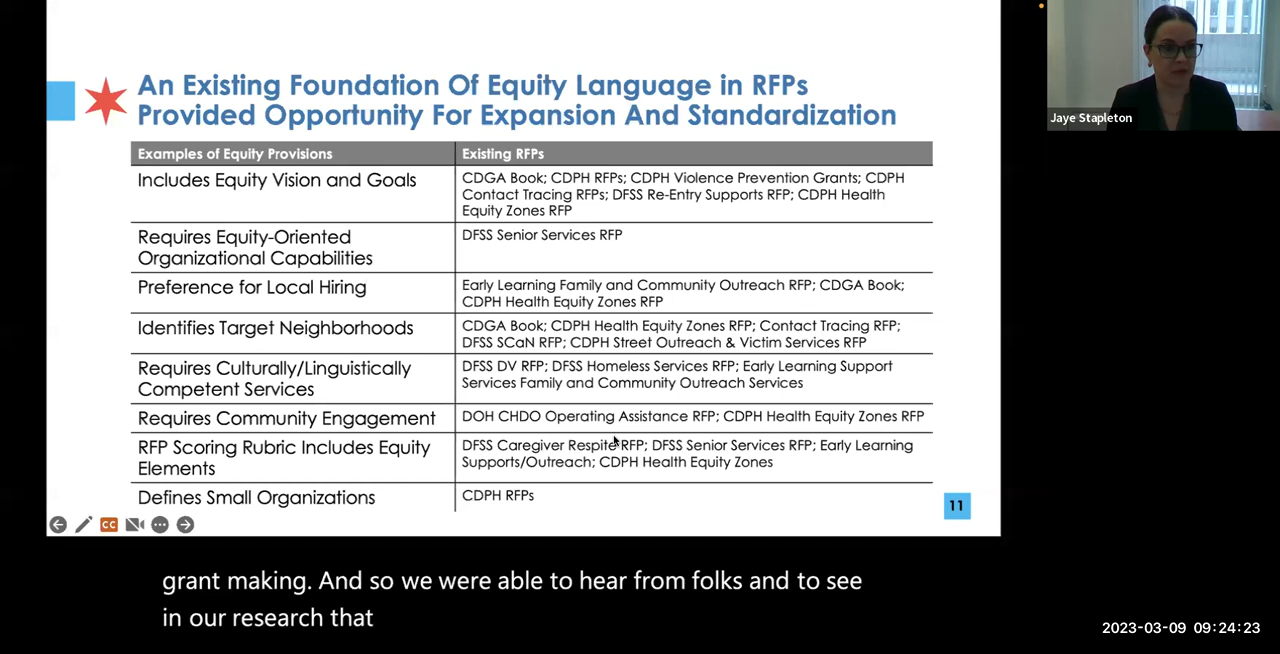 An Existing Foundation Of Equity Language in RFPs
Provided Opportunity For Expansion And Standardization
Examples of Equity Provisions
Existing RFPs
Includes Equity Vision and Goals
CDGA Book; CDPH RFPs; CDPH Violence Prevention Grants; CDPH
Contact Tracing RFPs; DFSS Re-Entry Supports RFP; CDPH Health
Equity Zones RFP
Requires Equity-Oriented
Organizational Capabilities
DFSS Senior Services RFP
Preference for Local Hiring
Early Learning Family and Community Outreach RFP; CDGA Book;
CDPH Health Equity Zones RFP
Identifies Target Neighborhoods
CDGA Book; CDPH Health Equity Zones RFP; Contact Tracing RFP;
DFSS SCaN RFP; CDPH Street Outreach & Victim Services RFP
Requires Culturally/Linguistically
Competent Services
DFSS DV RFP; DFSS Homeless Services RFP; Early Learning Support
Services Family and Community Outreach Services
Requires Community Engagement
DOH CHDO Operating Assistance RFP; CDPH Health Equity Zones RFP
RFP Scoring Rubric Includes Equity
Elements
DFSS Caregiver Respite RFP; DFSS Senior Services RFP; Early Learning
Supports/Outreach; CDPH Health Equity Zones
Defines Small Organizations
CDPH RFPs
11
CC
Jaye Stapleton
grant making. And so we were able to hear from folks and to see
in our research that
2023-03-09 09:24:23